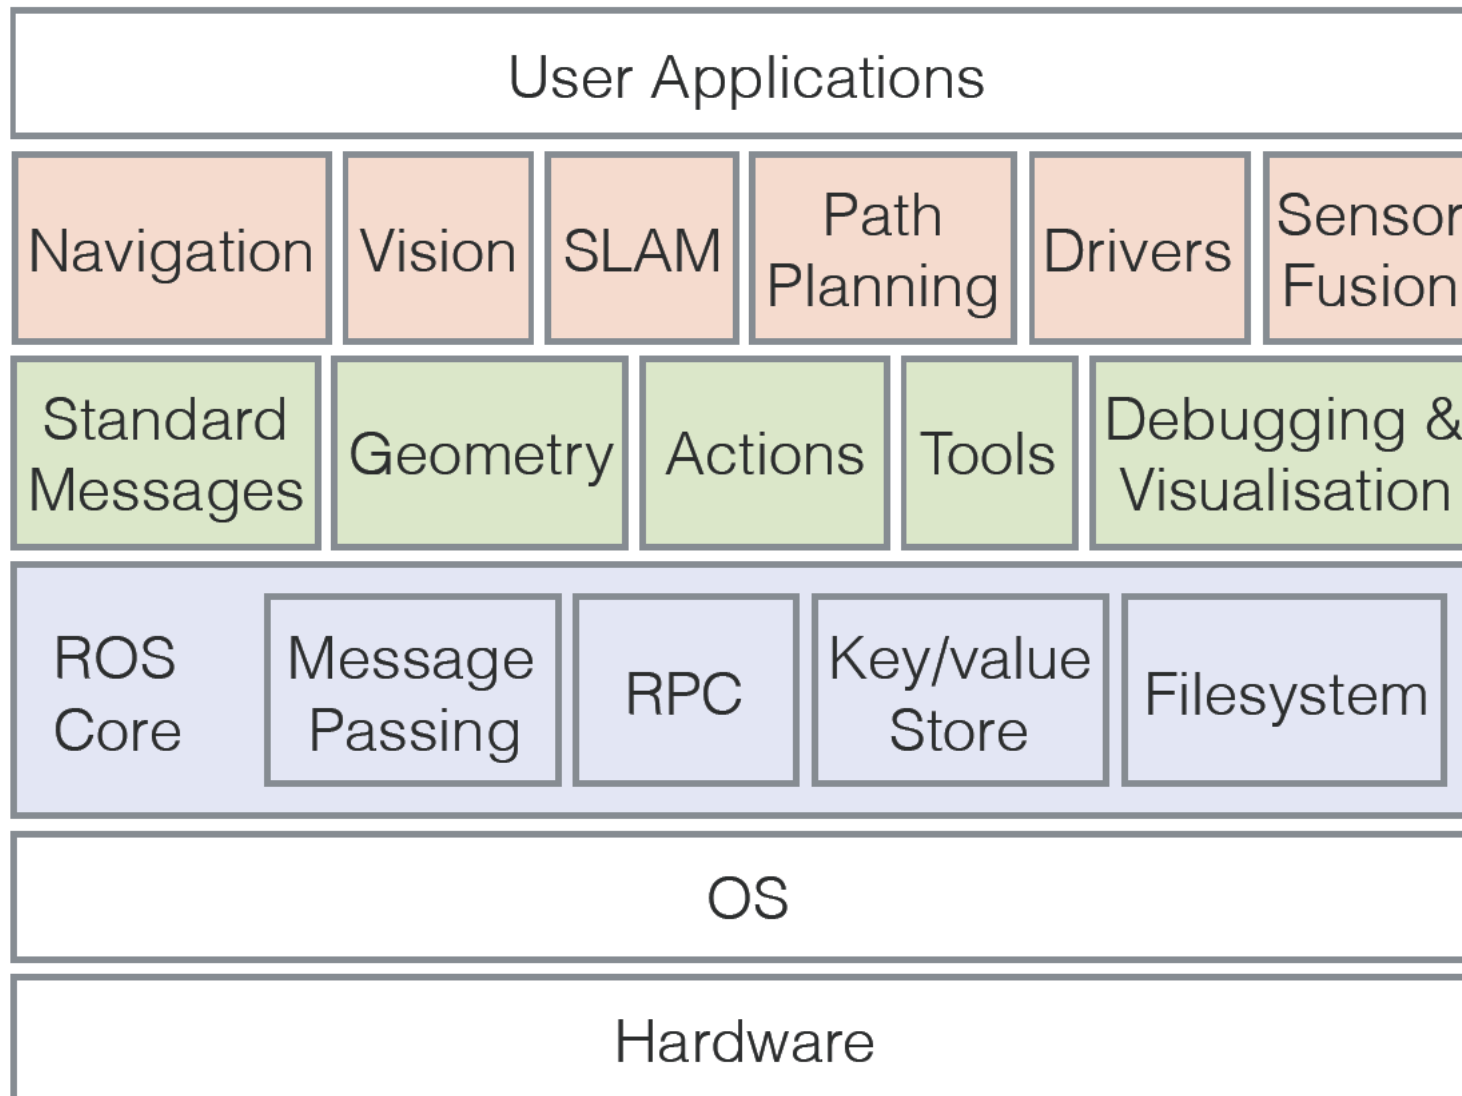 User Applications
Navigation
Vision
SLAM
Path
Planning
Drivers
Sensor
Fusion
Standard
Messages
Geometry
Actions
Tools
Debugging &
Visualisation
ROS
Core
Message
Passing
RPC
Key/value
Store
Filesystem
OS
Hardware